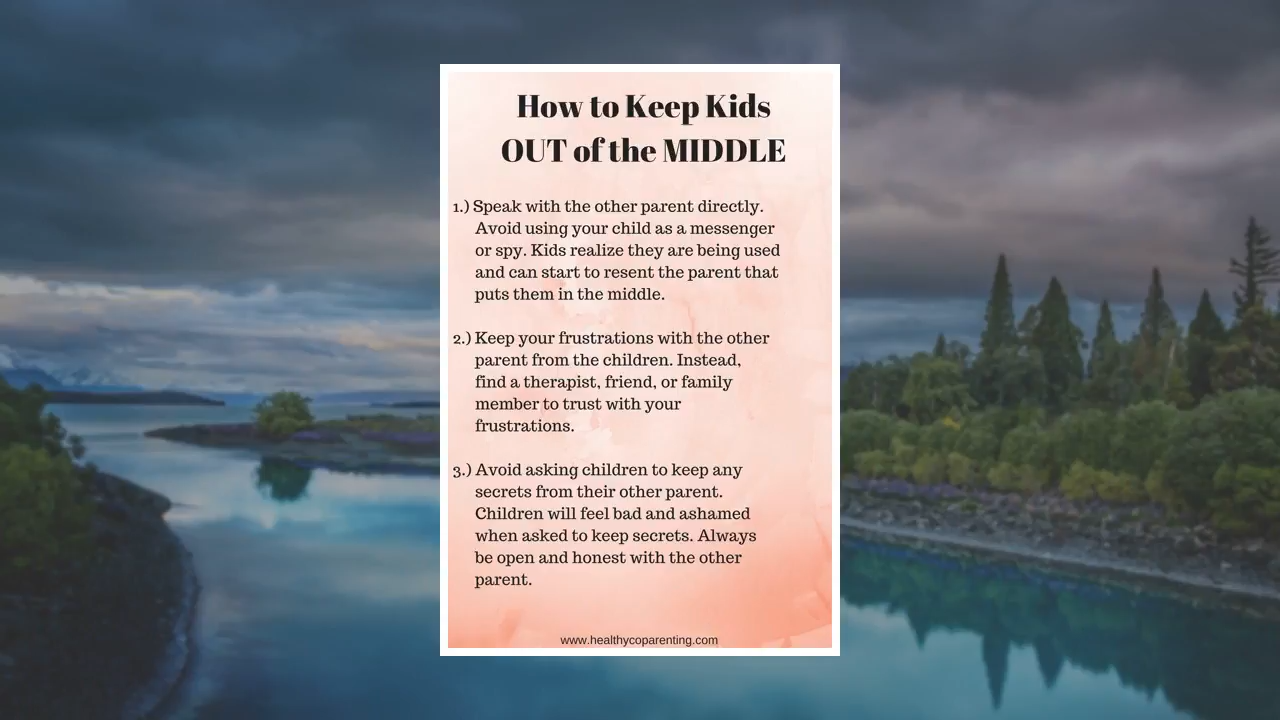 How to Keep Kids
OUT of the MIDDLE
1.) Speak with the other parent directly.
Avoid using your child as a messenger
or spy. Kids realize they are being used
and can start to resent the parent that
puts them in the middle.
2.) Keep your frustrations with the other
parent from the children. Instead,
find a therapist, friend, or family
member to trust with your
frustrations.
3.) Avoid asking children to keep any
secrets from their other parent.
Children will feel bad and ashamed
when asked to keep secrets. Always
be open and honest with the other
parent.
www.healthycoparenting.com